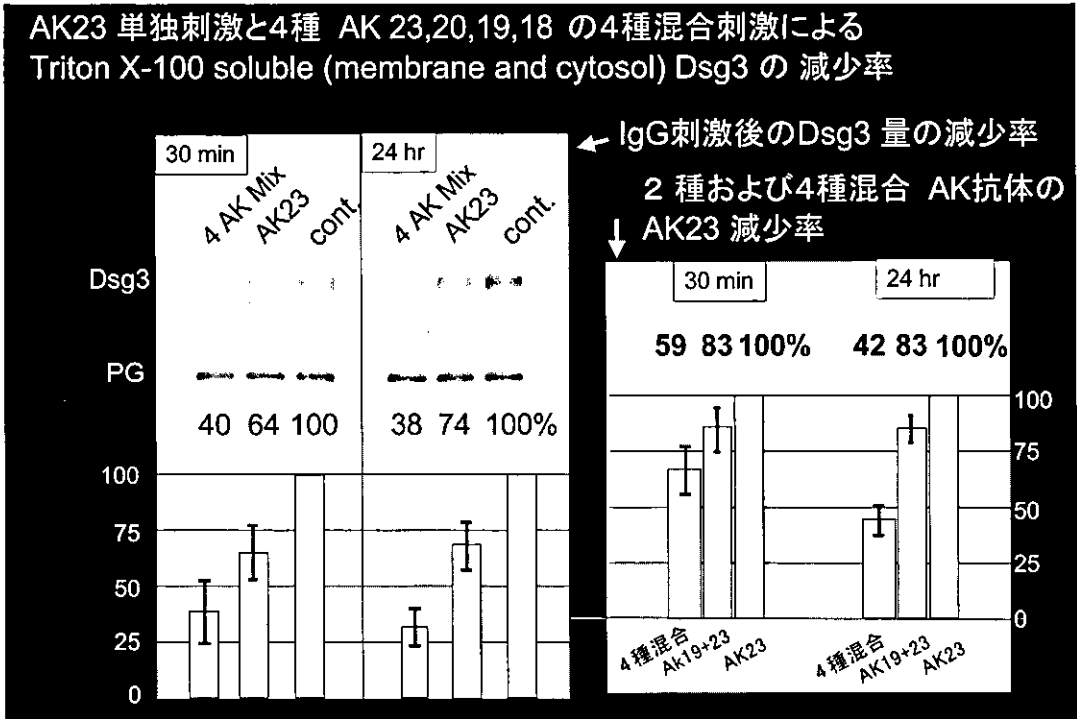 AK23 単独刺激と4種 AK 23,20,19,18 の4種混合刺激による
Triton X-100 soluble (membrane and cytosol) Dsg3 の 減少率
IgG刺激後のDsg3 量の減少率
2 種および4種混合 AK抗体の
AK23 減少率
30 min
4 AK Mix
AK23
cont.
24 hr
4 AK Mix
AK23
cont.
Dsg3
PG
40 64 100
38 74 100%
100
75
50
25
0
30 min
24 hr
59 83 100%
42 83 100%
100
75
50
25
0
4種混合
Ak19+23
AK23
4種混合
AK19+23
AK23